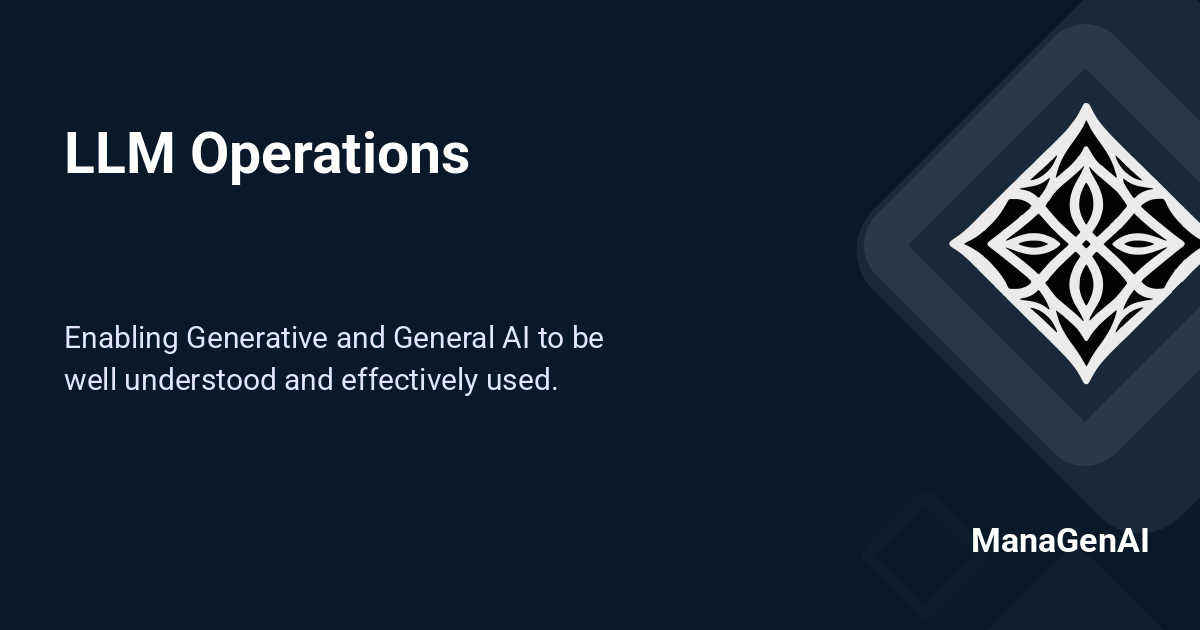 LLM Operations
Enabling Generative and General AI to be
well understood and effectively used.
ManaGenAI